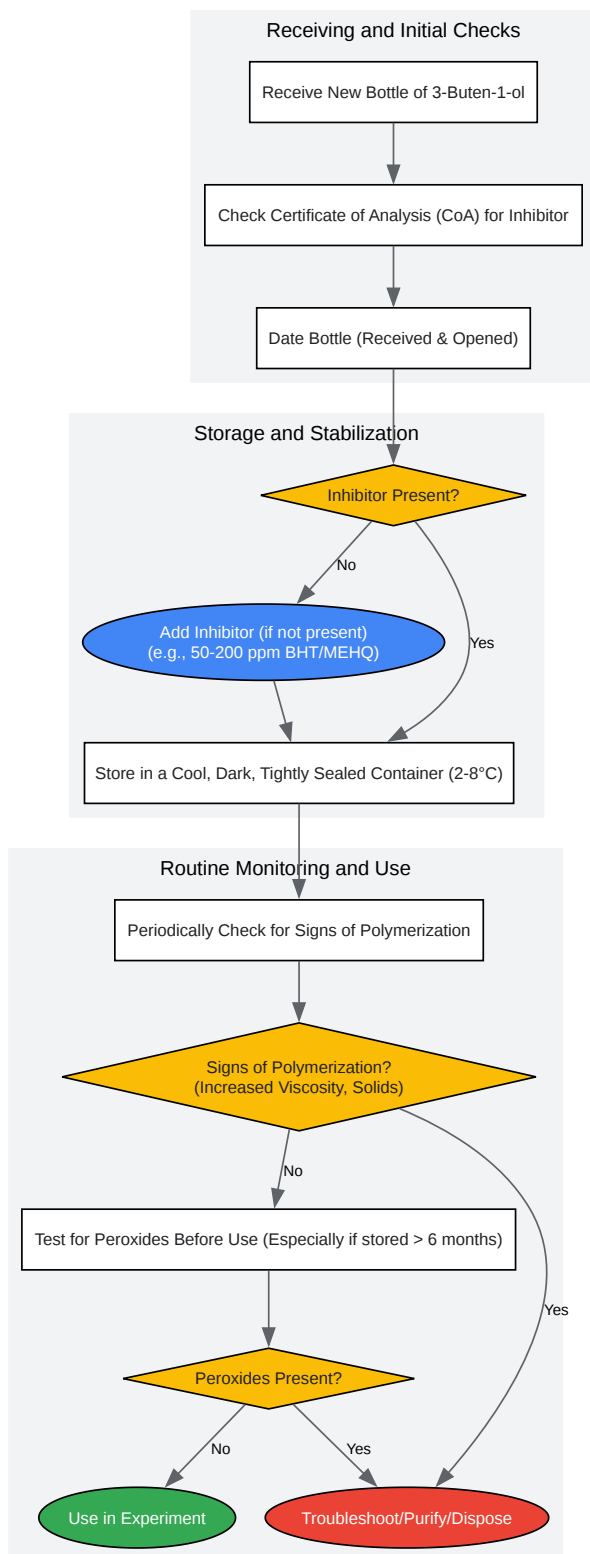 Receiving and Initial Checks
Receive New Bottle of 3-Buten-1-ol
Check Certificate of Analysis (CoA) for Inhibitor
Date Bottle (Received & Opened)
Storage and Stabilization
Inhibitor Present?
No
Add Inhibitor (if not present)
(e.g., 50-200 ppm BHT/MEHQ)
Yes
Store in a Cool, Dark, Tightly Sealed Container (2-8°C)
Routine Monitoring and Use
Periodically Check for Signs of Polymerization
Signs of Polymerization?
(Increased Viscosity, Solids)
No
Test for Peroxides Before Use (Especially if stored > 6 months)
Yes
Peroxides Present?
No
Yes
Use in Experiment
Troubleshoot/Purify/Dispose